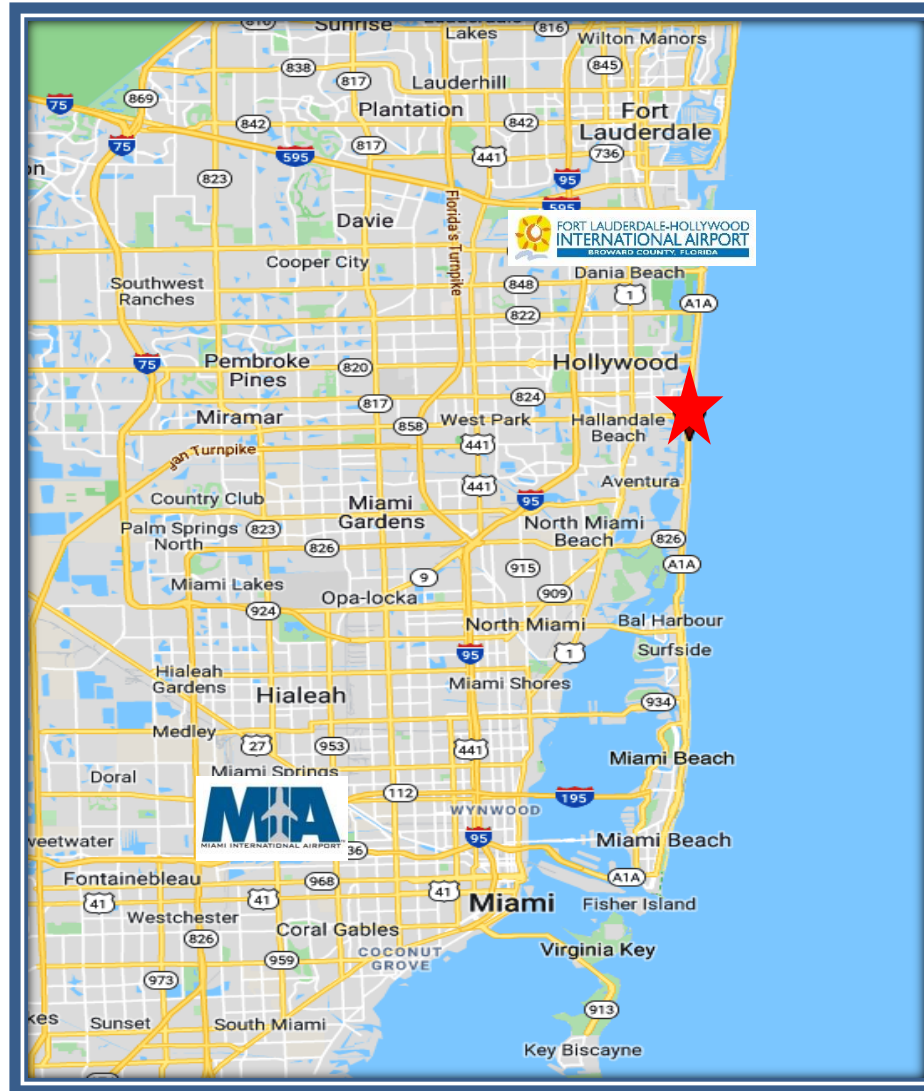 Sunrise
Lauderdale
Lakes
816
816
Wilton Manors
838
817
845
Lauderhill
75
869
Plantation
Fort
Lauderdale
842
842
75
595
817
441
736
823
95
595
Florida's Turnpike
Davie
FORT LAUDERDALE-HOLLYWOOD
INTERNATIONAL AIRPORT
BROWARD COUNTY, FLORIDA
Cooper City
Dania Beach
Southwest
Ranches
848
1
A1A
822
75
Pembroke
Pines
820
Hollywood
817
824
Miramar
858
West Park
Hallandale
Beach
441
Turnpike
441
Aventura
Country Club
95
Miami
Gardens
Palm Springs
North
823
North Miami
Beach
826
826
A1A
915
9
Miami Lakes
909
924
Opa-locka
North Miami
Bal Harbour
95
1
Surfside
Hialeah
Gardens
Miami Shores
Hialeah
934
Medley
27
953
441
Miami Beach
Doral
Miami Springs
112
195
MIA
MIAMI INTERNATIONAL AIRPORT
WYNWOOD
95
Miami Beach
weetwater
36
Fontainebleau
968
A1A
41
41
41
Miami
Fisher Island
Westchester
826
Coral Gables
COCONUT
GROVE
Virginia Key
959
973
913
kes
Sunset
South Miami
Key Biscayne